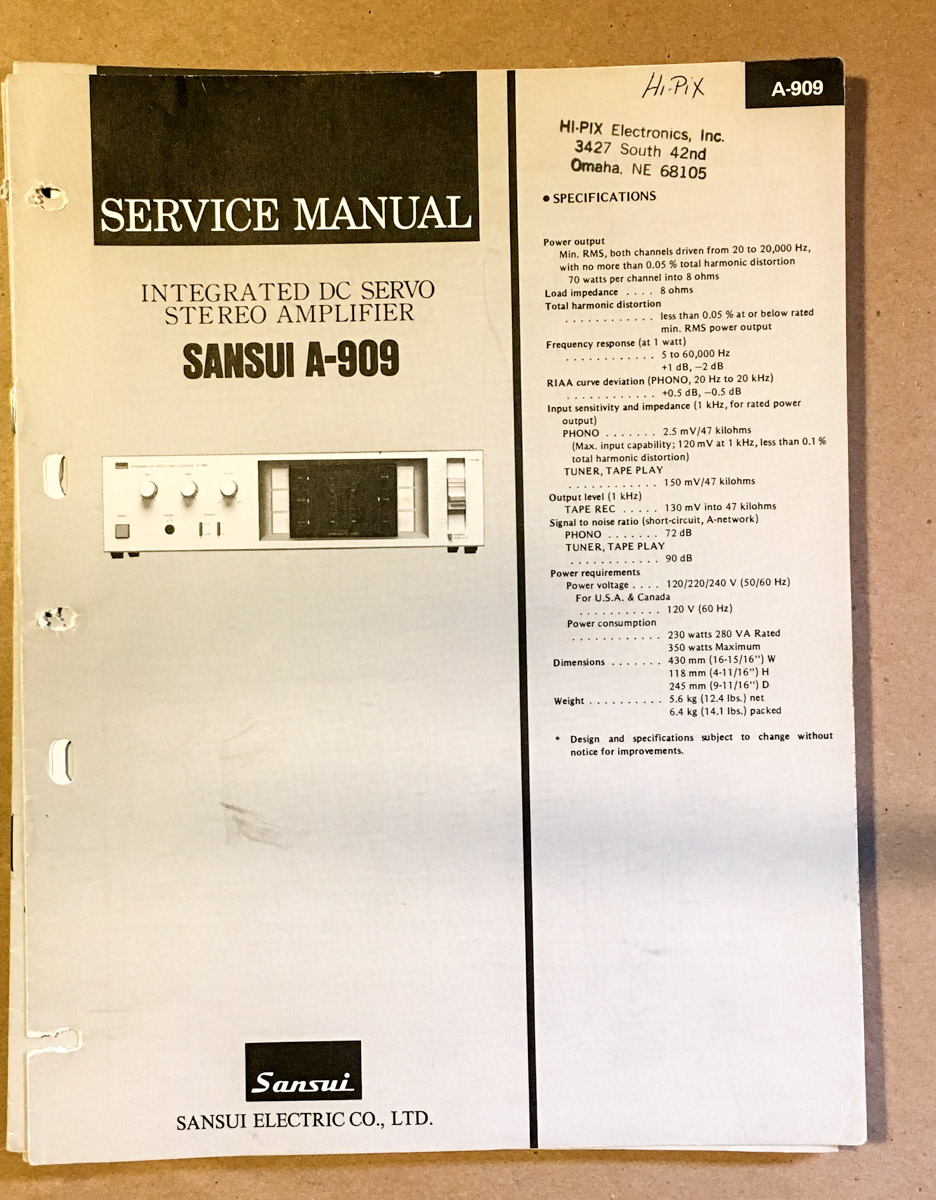 SERVICE MANUAL
INTEGRATED DC SERVO
STEREO AMPLIFIER
SANSUI A-909
Sansui
SANSUI ELECTRIC CO., LTD.
Hi-Pix
A-909
HI-PIX Electronics, Inc.
3427 South 42nd
Omaha, NE 68105
● SPECIFICATIONS
Power output
Min. RMS, both channels driven from 20 to 20,000 Hz,
with no more than 0.05 % total harmonic distortion
70 watts per channel into 8 ohms
Load impedance . . . . 8 ohms
Total harmonic distortion
. . . . . . . . . . . . less than 0.05 % at or below rated
min. RMS power output
Frequency response (at 1 watt)
. . . . . . . . . . . . 5 to 60,000 Hz
+1 dB, −2 dB
RIAA curve deviation (PHONO, 20 Hz to 20 kHz)
. . . . . . . . . . . . +0.5 dB, −0.5 dB
Input sensitivity and impedance (1 kHz, for rated power
output)
PHONO . . . . . . . 2.5 mV/47 kilohms
(Max. input capability; 120 mV at 1 kHz, less than 0.1 %
total harmonic distortion)
TUNER, TAPE PLAY
. . . . . . . . . . . . 150 mV/47 kilohms
Output level (1 kHz)
TAPE REC . . . . . 130 mV into 47 kilohms
Signal to noise ratio (short-circuit, A-network)
PHONO . . . . . . . 72 dB
TUNER, TAPE PLAY
. . . . . . . . . . . . 90 dB
Power requirements
Power voltage . . . . 120/220/240 V (50/60 Hz)
For U.S.A. & Canada
. . . . . . . . . . . 120 V (60 Hz)
Power consumption
. . . . . . . . . . . . 230 watts 280 VA Rated
350 watts Maximum
Dimensions . . . . . . . 430 mm (16-15/16") W
118 mm (4-11/16") H
245 mm (9-11/16") D
Weight . . . . . . . . . . 5.6 kg (12.4 lbs.) net
6.4 kg (14.1 lbs.) packed
* Design and specifications subject to change without
notice for improvements.